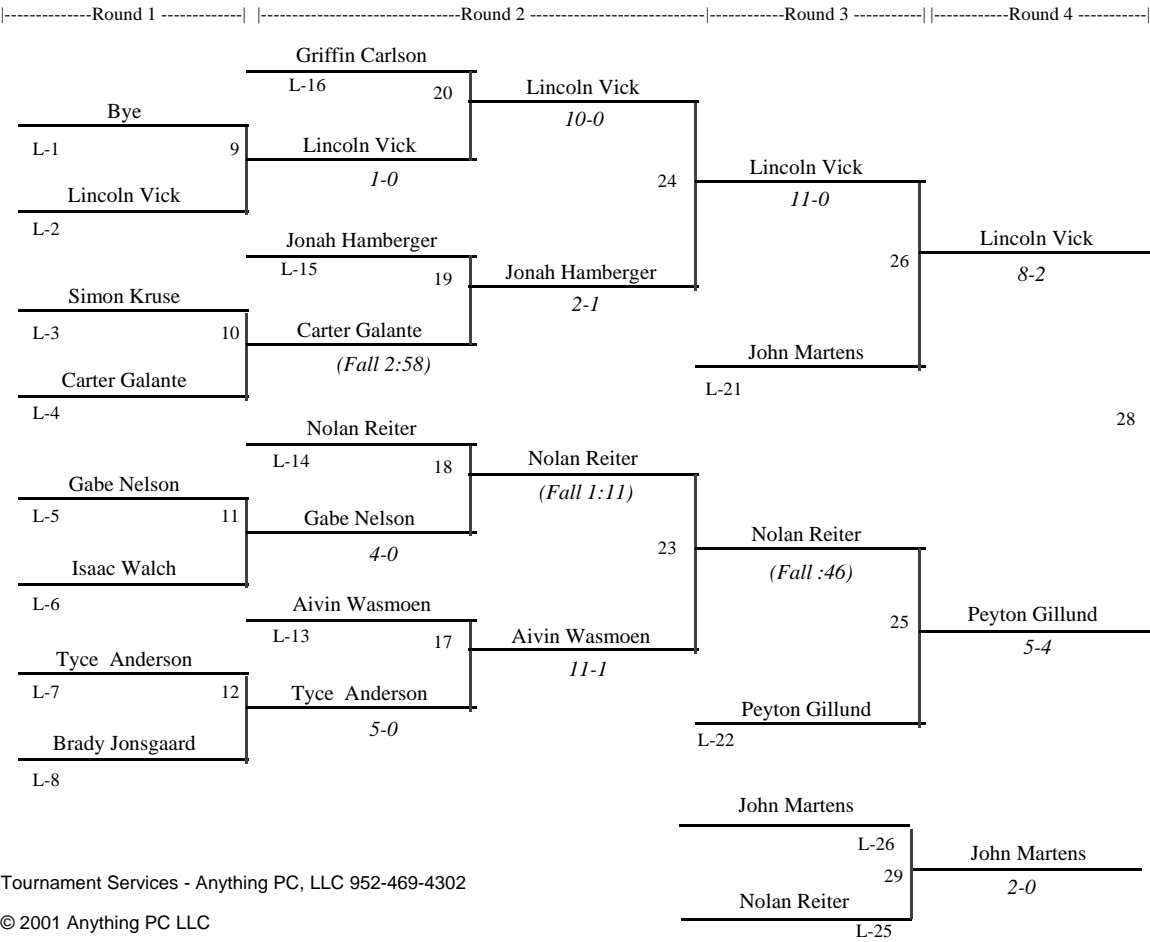 |---------------Round 1 --------------| |-------------------------------Round 2 ---------------------------|------------Round 3 ------------| |------------Round 4 -----------|
Griffin Carlson
L-16
20
Lincoln Vick
10-0
Bye
L-1
9
Lincoln Vick
1-0
Lincoln Vick
L-2
24
Lincoln Vick
11-0
Jonah Hamberger
L-15
19
Jonah Hamberger
2-1
26
Lincoln Vick
8-2
Simon Kruse
L-3
10
Carter Galante
(Fall 2:58)
Carter Galante
L-4
John Martens
L-21
28
Nolan Reiter
L-14
18
Nolan Reiter
(Fall 1:11)
Gabe Nelson
L-5
11
Gabe Nelson
4-0
Isaac Walch
L-6
23
Nolan Reiter
(Fall :46)
Aivin Wasmoen
L-13
17
Aivin Wasmoen
11-1
25
Peyton Gillund
5-4
Tyce Anderson
L-7
12
Tyce Anderson
5-0
Brady Jonsgaard
L-8
Peyton Gillund
L-22
John Martens
L-26
29
John Martens
2-0
Nolan Reiter
L-25
Tournament Services - Anything PC, LLC 952-469-4302
© 2001 Anything PC LLC